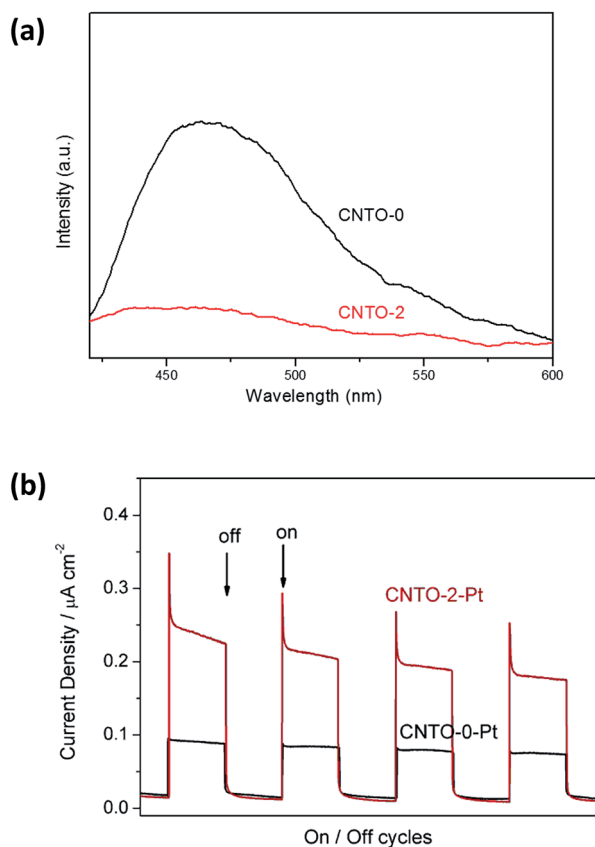 (a)
Intensity (a.u.)
CNTO-0
CNTO-2
450 500 550 600
Wavelength (nm)
(b)
Current Density / μA cm⁻²
0.4
0.3
0.2
0.1
0.0
off
on
CNTO-2-Pt
CNTO-0-Pt
On / Off cycles